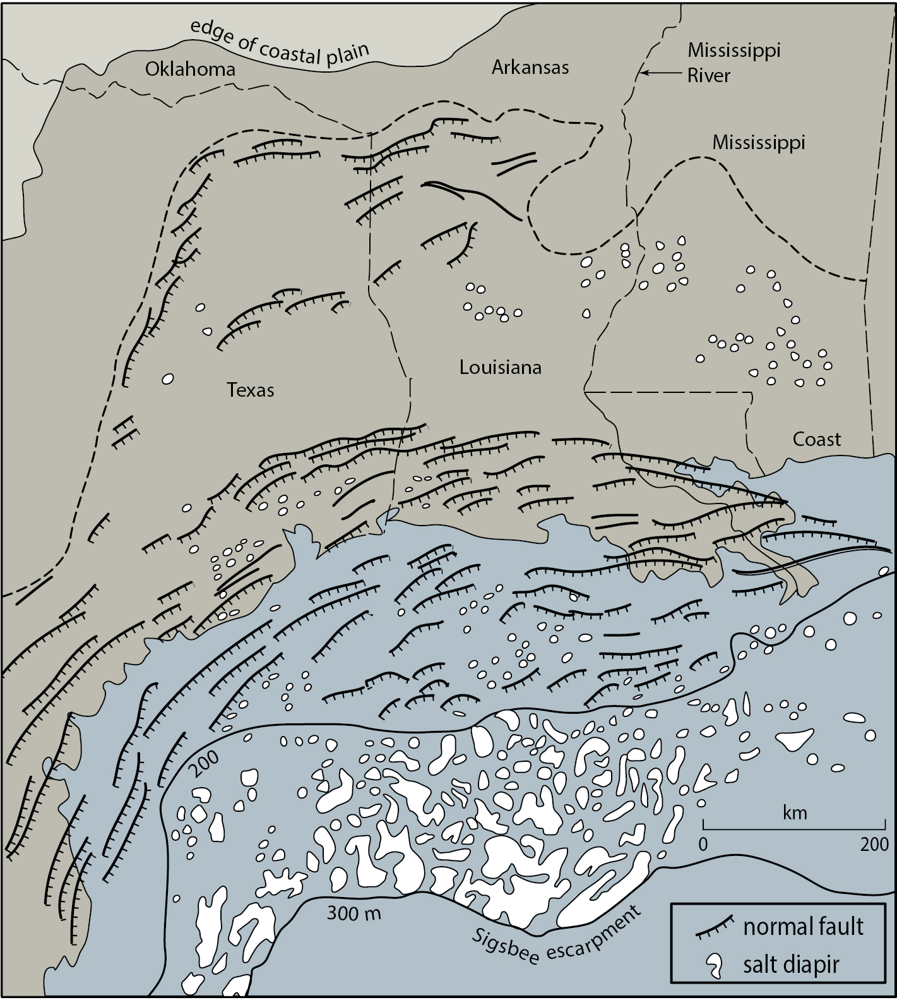 edge of coastal plain
Oklahoma
Arkansas
Mississippi
River
Mississippi
Texas
Louisiana
Coast
200
km
0
200
300 m
Sigsbee escarpment
normal fault
salt diapir